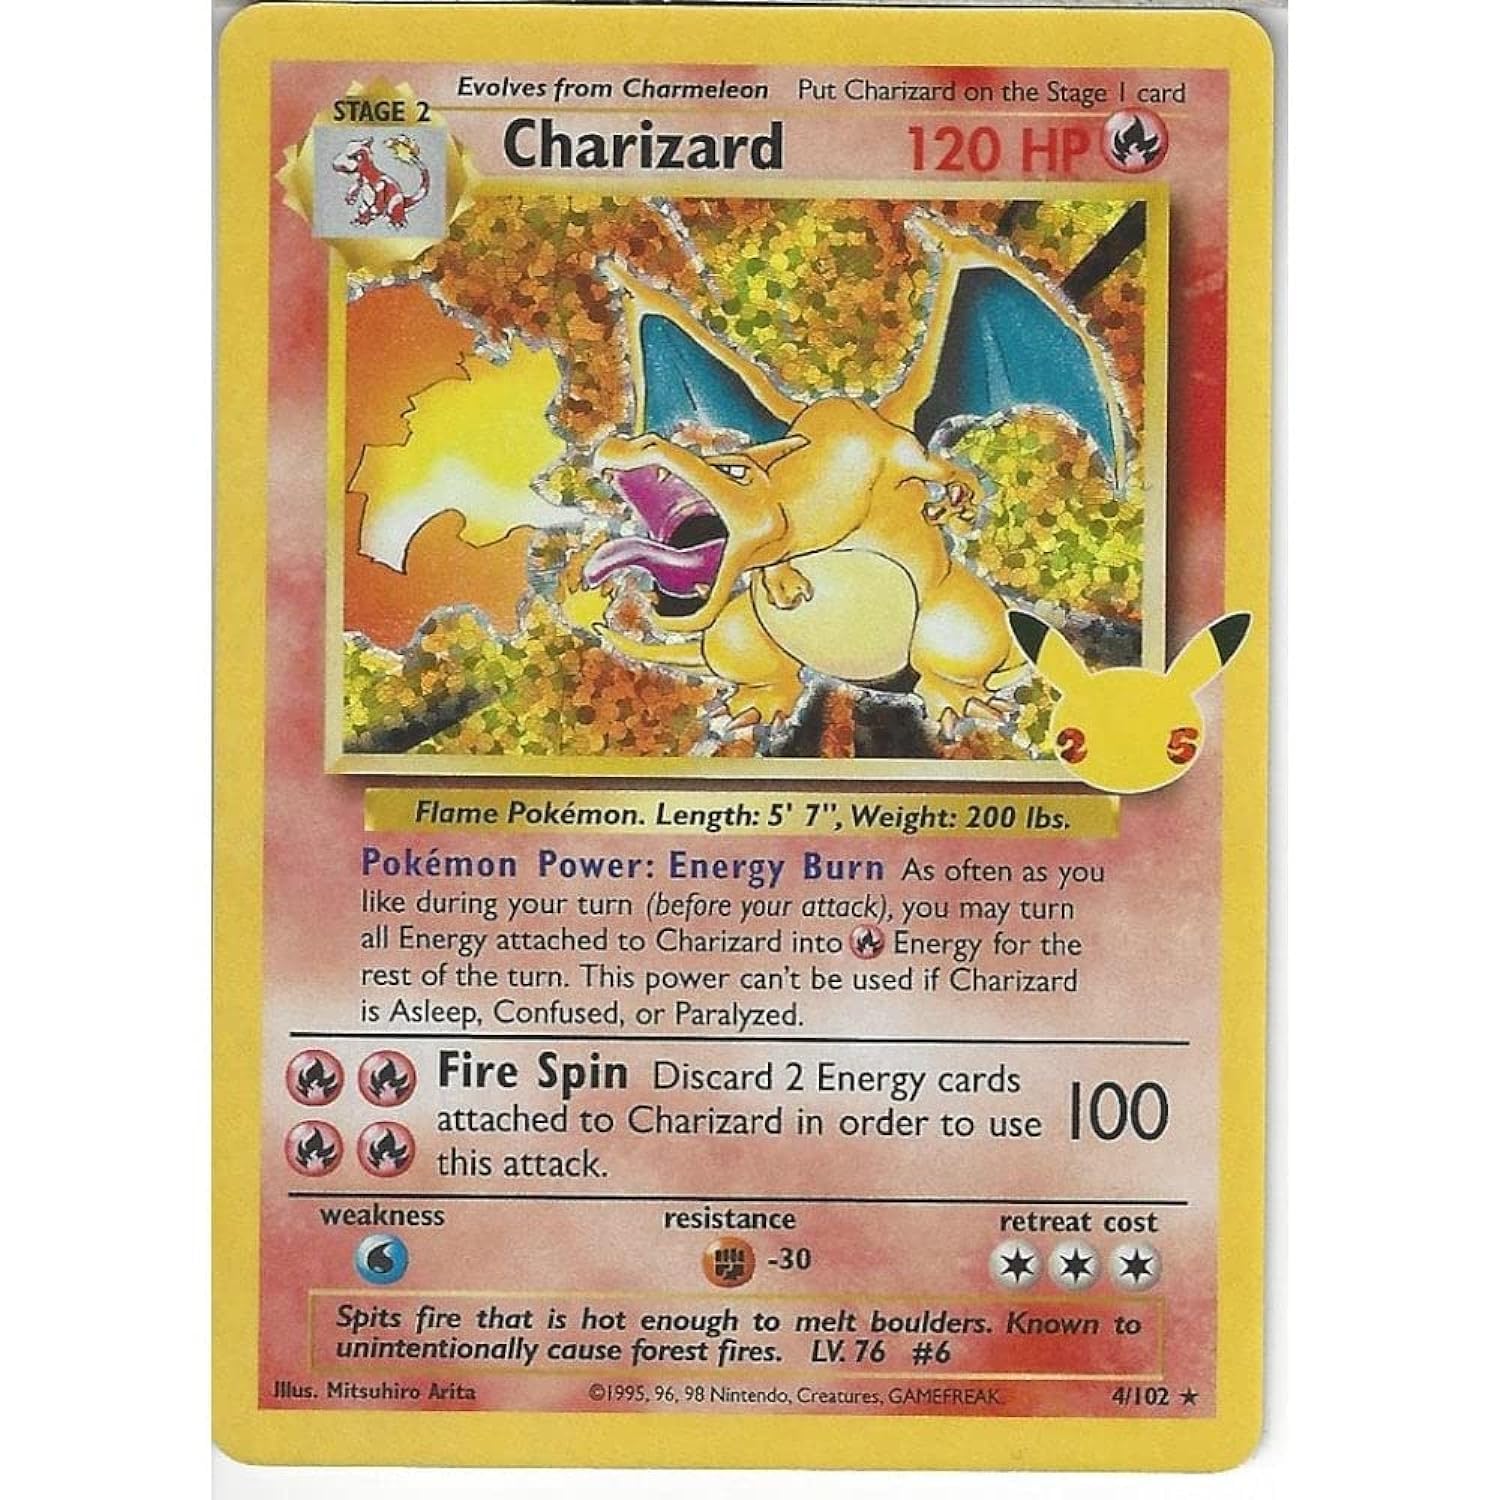 Evolves from Charmeleon Put Charizard on the Stage 1 card
STAGE 2
Charizard 120 HP
25
Flame Pokémon. Length: 5' 7", Weight: 200 lbs.
Pokémon Power: Energy Burn As often as you
like during your turn (before your attack), you may turn
all Energy attached to Charizard into Energy for the
rest of the turn. This power can't be used if Charizard
is Asleep, Confused, or Paralyzed.
Fire Spin Discard 2 Energy cards
attached to Charizard in order to use 100
this attack.
weakness resistance retreat cost
-30
Spits fire that is hot enough to melt boulders. Known to
unintentionally cause forest fires. LV. 76 #6
Illus. Mitsuhiro Arita ©1995, 96, 98 Nintendo, Creatures, GAMEFREAK. 4/102 ★